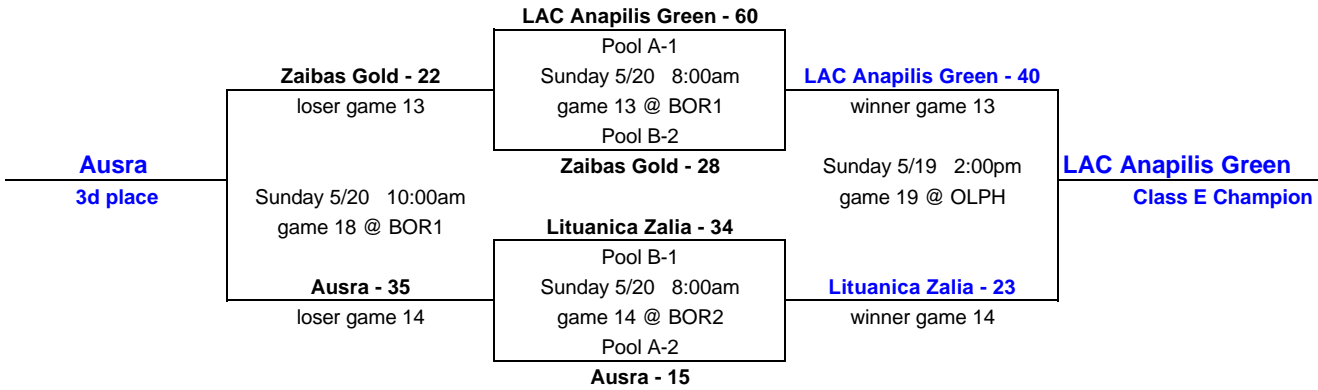 LAC Anapilis Green - 60
Pool A-1
Zaibas Gold - 22
Sunday 5/20 8:00am
LAC Anapilis Green - 40
loser game 13
game 13 @ BOR1
winner game 13
Pool B-2
Ausra
Zaibas Gold - 28
Sunday 5/19 2:00pm
LAC Anapilis Green
3d place
Sunday 5/20 10:00am
game 19 @ OLPH
Class E Champion
game 18 @ BOR1
Lituanica Zalia - 34
Pool B-1
Ausra - 35
Sunday 5/20 8:00am
Lituanica Zalia - 23
loser game 14
game 14 @ BOR2
winner game 14
Pool A-2
Ausra - 15